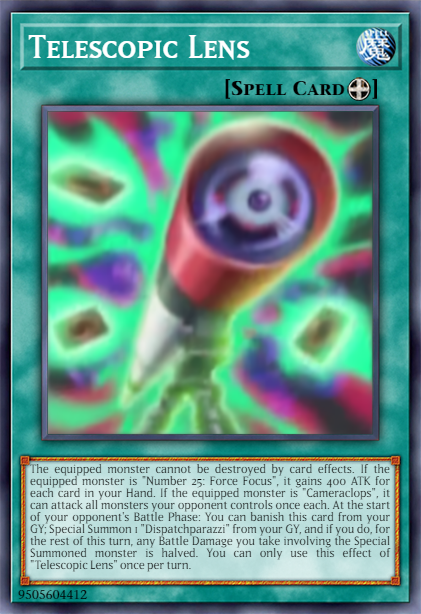 Telescopic Lens
魔
[Spell Card]
The equipped monster cannot be destroyed by card effects. If the
equipped monster is "Number 25: Force Focus", it gains 400 ATK for
each card in your Hand. If the equipped monster is "Cameraclops", it
can attack all monsters your opponent controls once each. At the start
of your opponent's Battle Phase: You can banish this card from your
GY; Special Summon 1 "Dispatchparazzi" from your GY, and if you do, for
the rest of this turn, any Battle Damage you take involving the Special
Summoned monster is halved. You can only use this effect of
"Telescopic Lens" once per turn.
9505604412